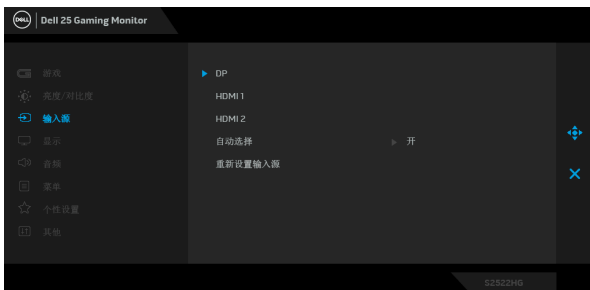 DELL Dell 25 Gaming Monitor
游戏
亮度/对比度
输入源
显示
音频
菜单
个性设置
其他
DP
HDMI 1
HDMI 2
自动选择 开
重新设置输入源
S2522HG